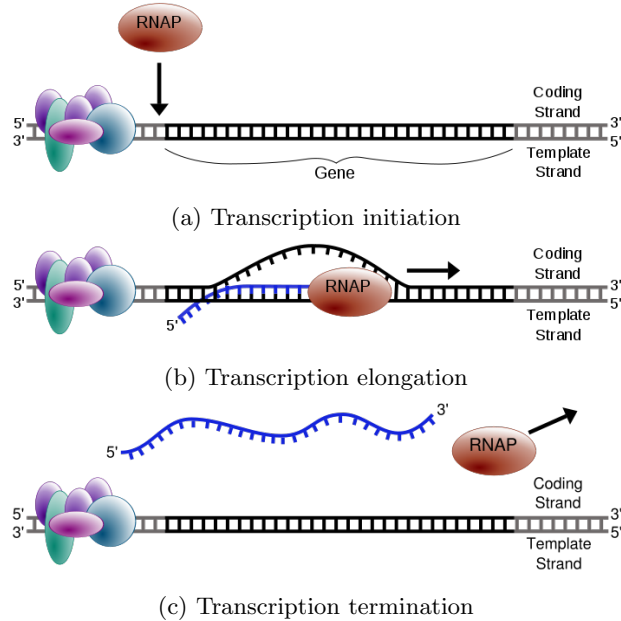 RNAP
Coding
Strand
5' 3'
3' 5'
Template
Strand
Gene
(a) Transcription initiation
Coding
Strand
5' RNAP 3'
3' 5'
5'
Template
Strand
(b) Transcription elongation
3'
5' RNAP
Coding
Strand
5' 3'
3' 5'
Template
Strand
(c) Transcription termination